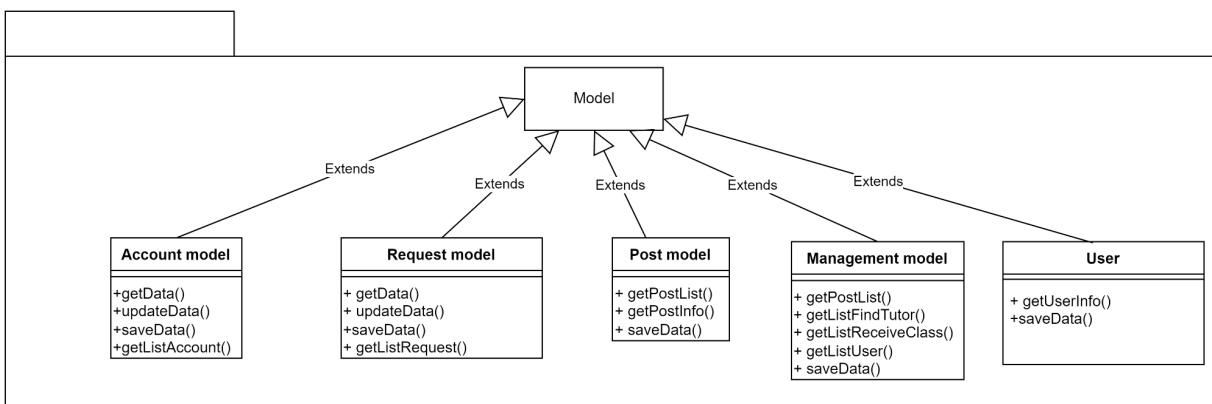 Model
Extends
Extends
Extends
Extends
Extends
Account model
+getData()
+updateData()
+saveData()
+getListAccount()
Request model
+ getData()
+ updateData()
+saveData()
+ getListRequest()
Post model
+ getPostList()
+ getPostInfo()
+ saveData()
Management model
+ getPostList()
+ getListFindTutor()
+ getListReceiveClass()
+ getListUser()
+ saveData()
User
+ getUserInfo()
+saveData()